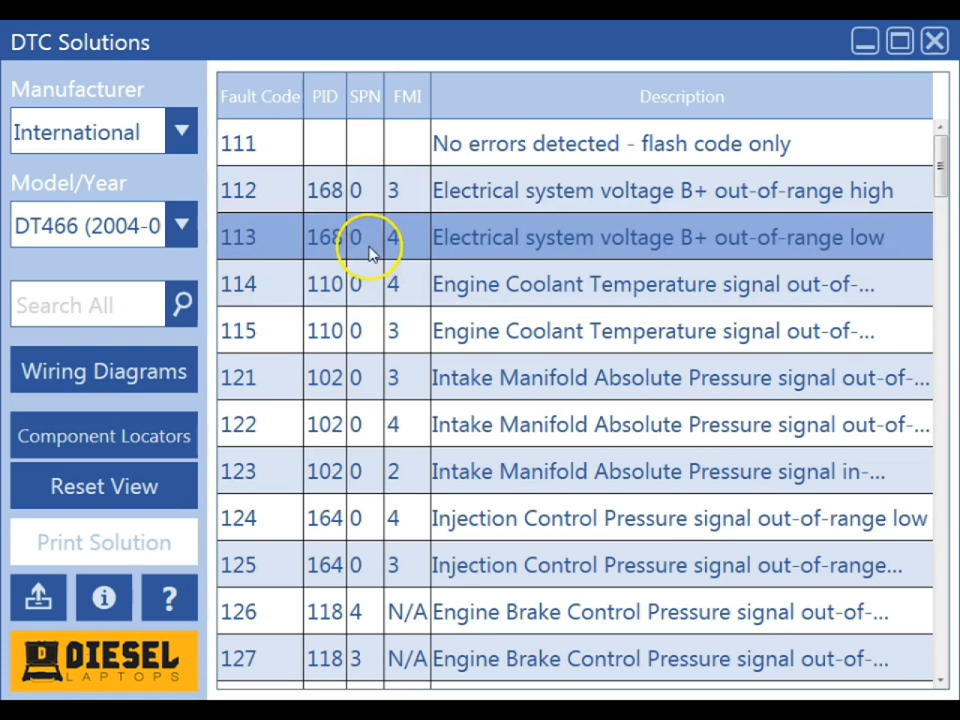 DTC Solutions
Manufacturer
International
Model/Year
DT466 (2004-0
Search All
Wiring Diagrams
Component Locators
Reset View
Print Solution
i ?
DIESEL
LAPTOPS
Fault Code PID SPN FMI Description
111 No errors detected - flash code only
112 168 0 3 Electrical system voltage B+ out-of-range high
113 168 0 4 Electrical system voltage B+ out-of-range low
114 110 0 4 Engine Coolant Temperature signal out-of-...
115 110 0 3 Engine Coolant Temperature signal out-of-...
121 102 0 3 Intake Manifold Absolute Pressure signal out-of-...
122 102 0 4 Intake Manifold Absolute Pressure signal out-of-...
123 102 0 2 Intake Manifold Absolute Pressure signal in-...
124 164 0 4 Injection Control Pressure signal out-of-range low
125 164 0 3 Injection Control Pressure signal out-of-range...
126 118 4 N/A Engine Brake Control Pressure signal out-of-...
127 118 3 N/A Engine Brake Control Pressure signal out-of-...